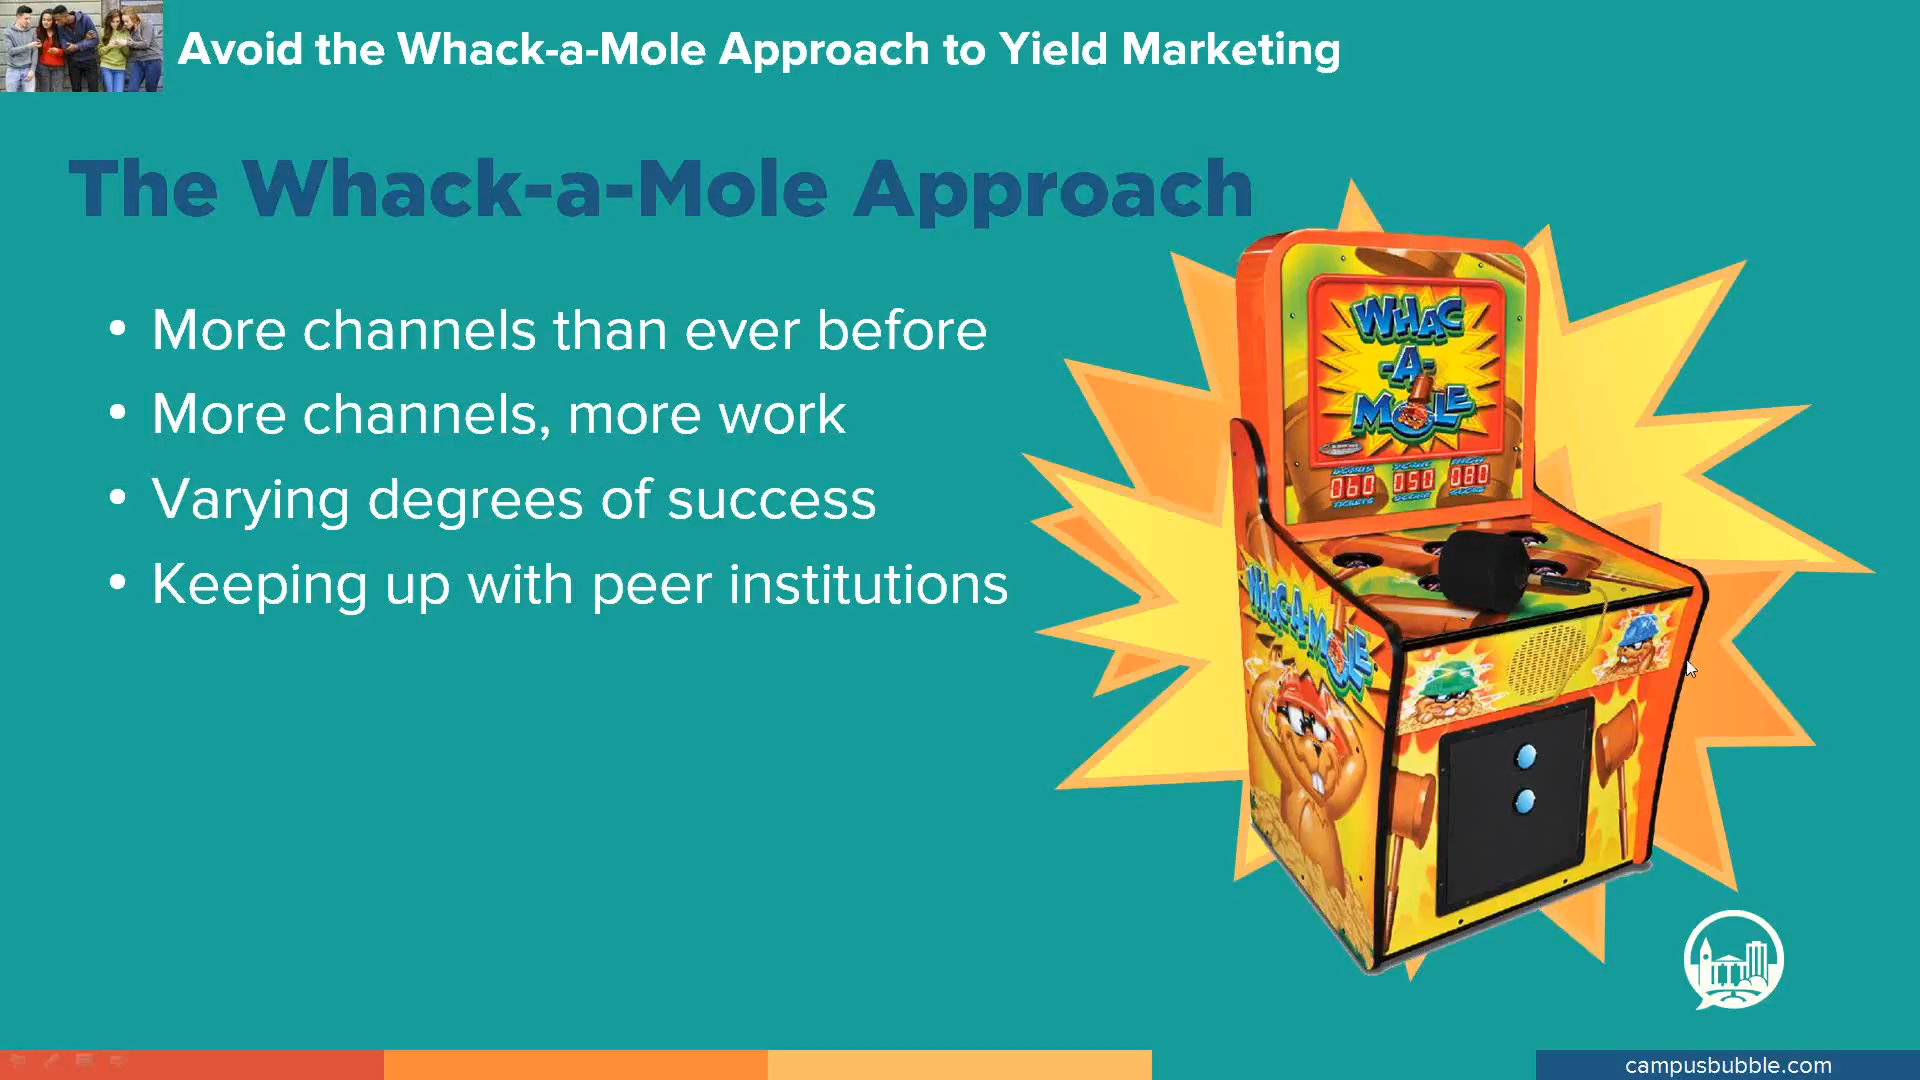 Avoid the Whack-a-Mole Approach to Yield Marketing
The Whack-a-Mole Approach
• More channels than ever before
• More channels, more work
• Varying degrees of success
• Keeping up with peer institutions
WHAC
-A-
MOLE
060 050 080
WHAC-A-MOLE
campusbubble.com